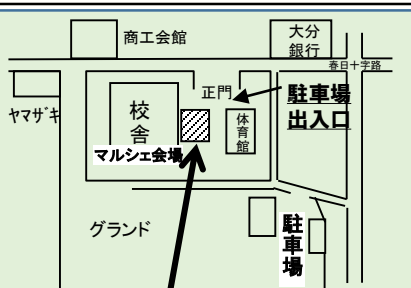 商工会館
大分
銀行
春日十字路
正門
駐車場
出入口
ヤマザキ
校舎
体育館
マルシェ会場
グランド
駐車場